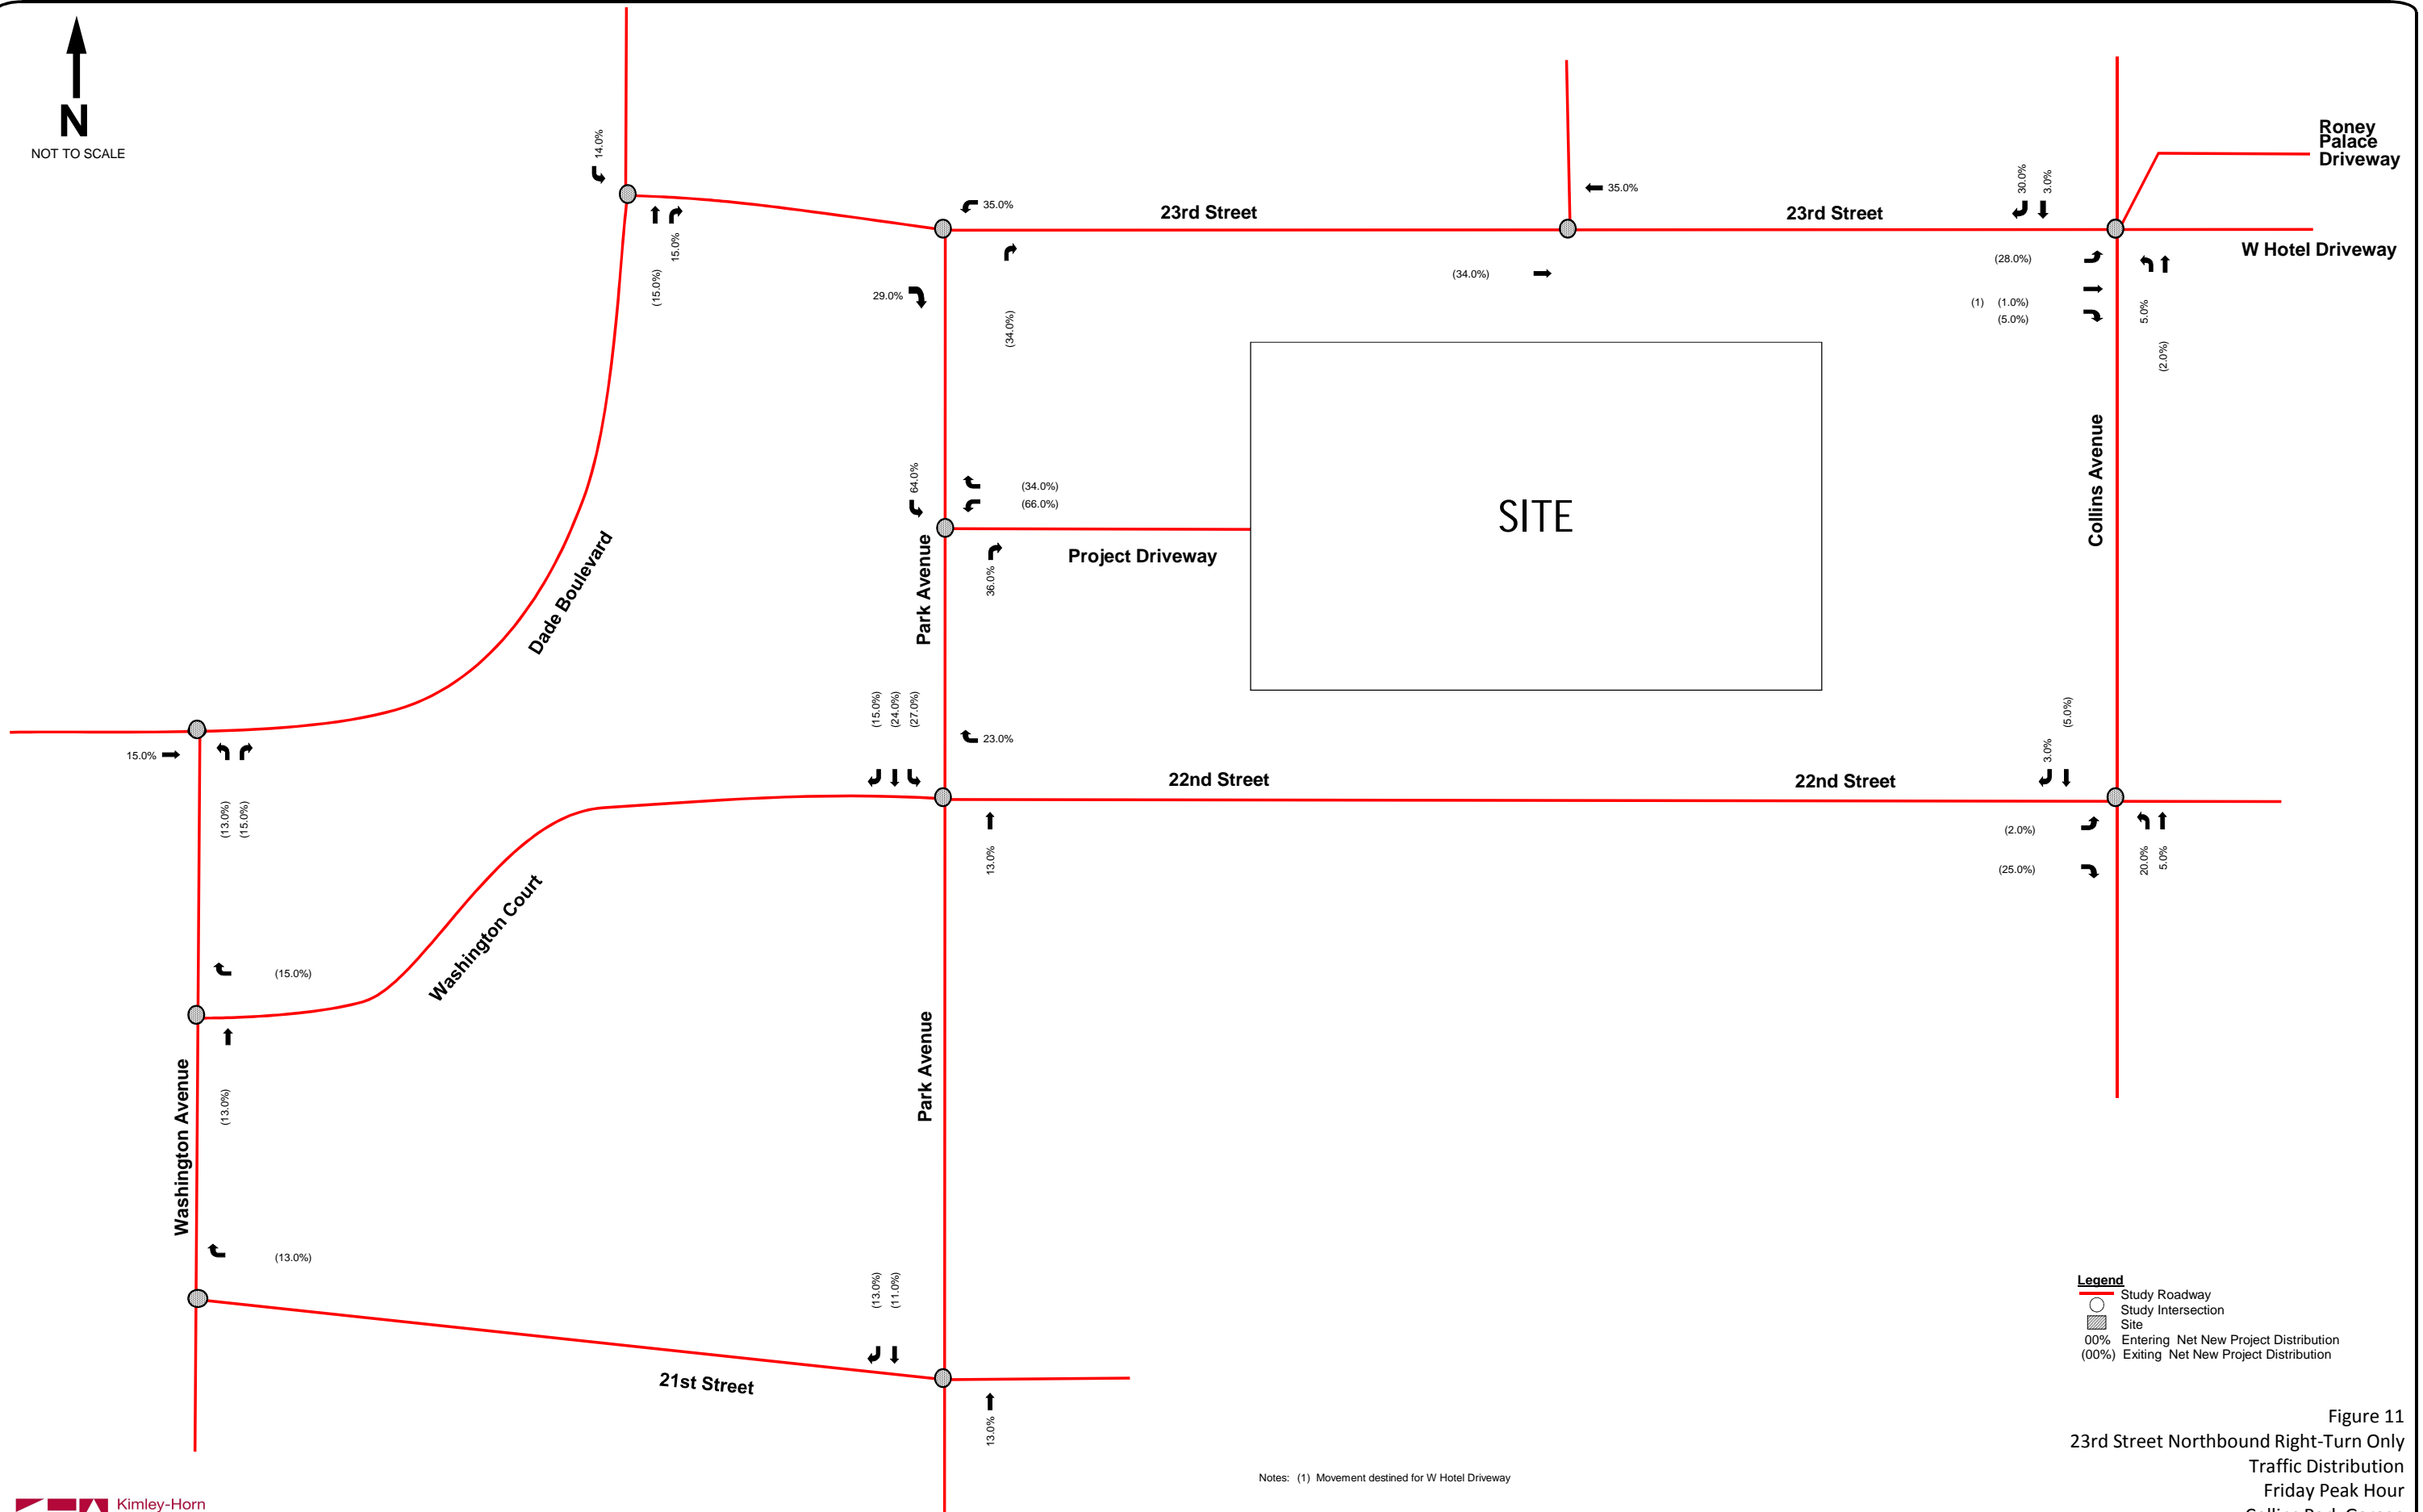 N
NOT TO SCALE
14.0%
15.0%
(15.0%)
35.0%
23rd Street
35.0%
23rd Street
30.0%
3.0%
Roney
Palace
Driveway
W Hotel Driveway
29.0%
(34.0%)
(34.0%)
(28.0%)
(1) (1.0%)
(5.0%)
5.0%
(2.0%)
64.0%
(34.0%)
(66.0%)
SITE
Collins Avenue
Project Driveway
36.0%
Park Avenue
Dade Boulevard
(15.0%)
(24.0%)
(27.0%)
23.0%
15.0%
(13.0%)
(15.0%)
22nd Street
22nd Street
3.0%
(5.0%)
13.0%
(2.0%)
(25.0%)
20.0%
5.0%
Washington Court
(15.0%)
(13.0%)
Washington Avenue
Park Avenue
(13.0%)
(13.0%)
(11.0%)
21st Street
13.0%
Legend
Study Roadway
Study Intersection
Site
00% Entering Net New Project Distribution
(00%) Exiting Net New Project Distribution
Figure 11
23rd Street Northbound Right-Turn Only
Traffic Distribution
Friday Peak Hour
Notes: (1) Movement destined for W Hotel Driveway
Kimley-Horn